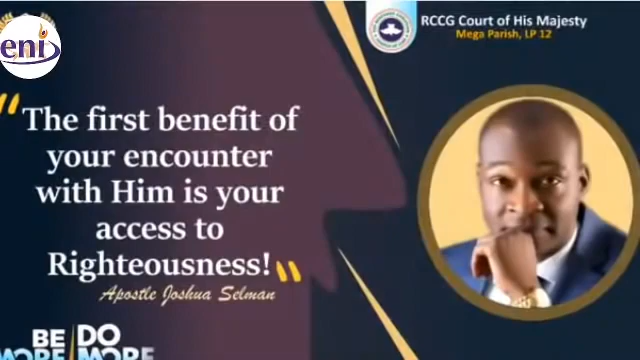 eni
RCCG Court of His Majesty
Mega Parish, LP 12
“The first benefit of
your encounter
with Him is your
access to
Righteousness!”
Apostle Joshua Selman
BE DO
MORE MORE